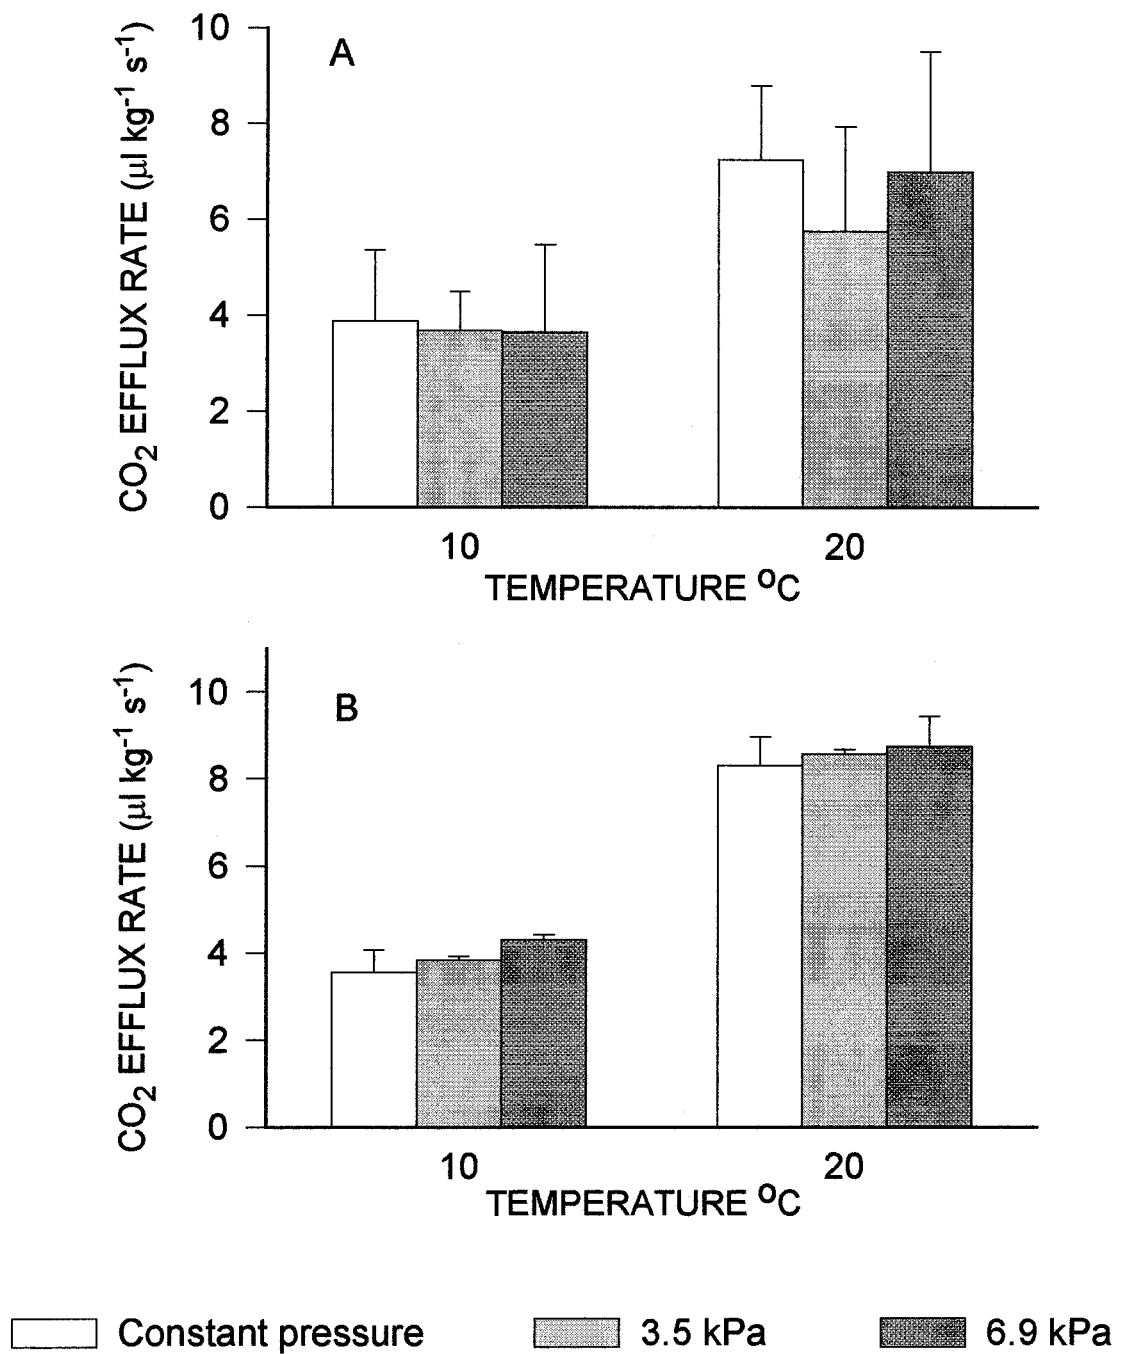 A
CO₂ EFFLUX RATE (µl kg⁻¹ s⁻¹)
10
8
6
4
2
0
10 20
TEMPERATURE ºC
B
CO₂ EFFLUX RATE (µl kg⁻¹ s⁻¹)
10
8
6
4
2
0
10 20
TEMPERATURE ºC
Constant pressure 3.5 kPa 6.9 kPa